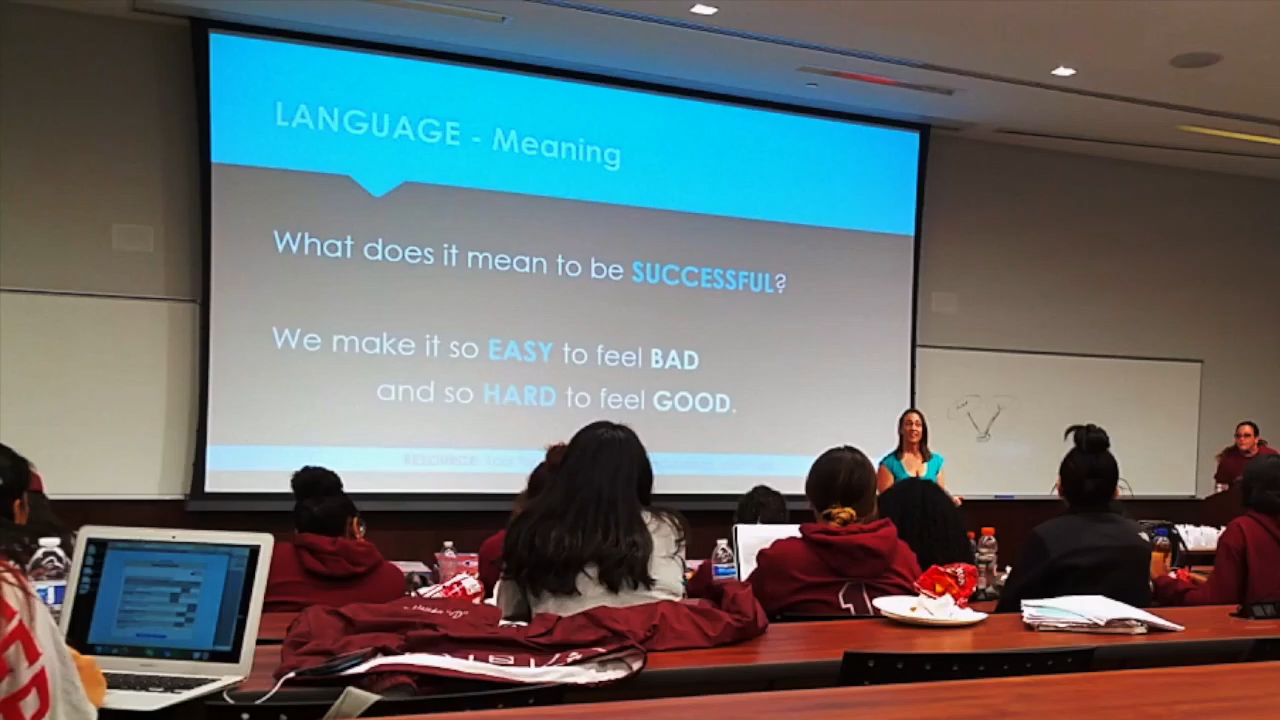 LANGUAGE - Meaning
What does it mean to be SUCCESSFUL?
We make it so EASY to feel BAD
and so HARD to feel GOOD.
RESOURCE: